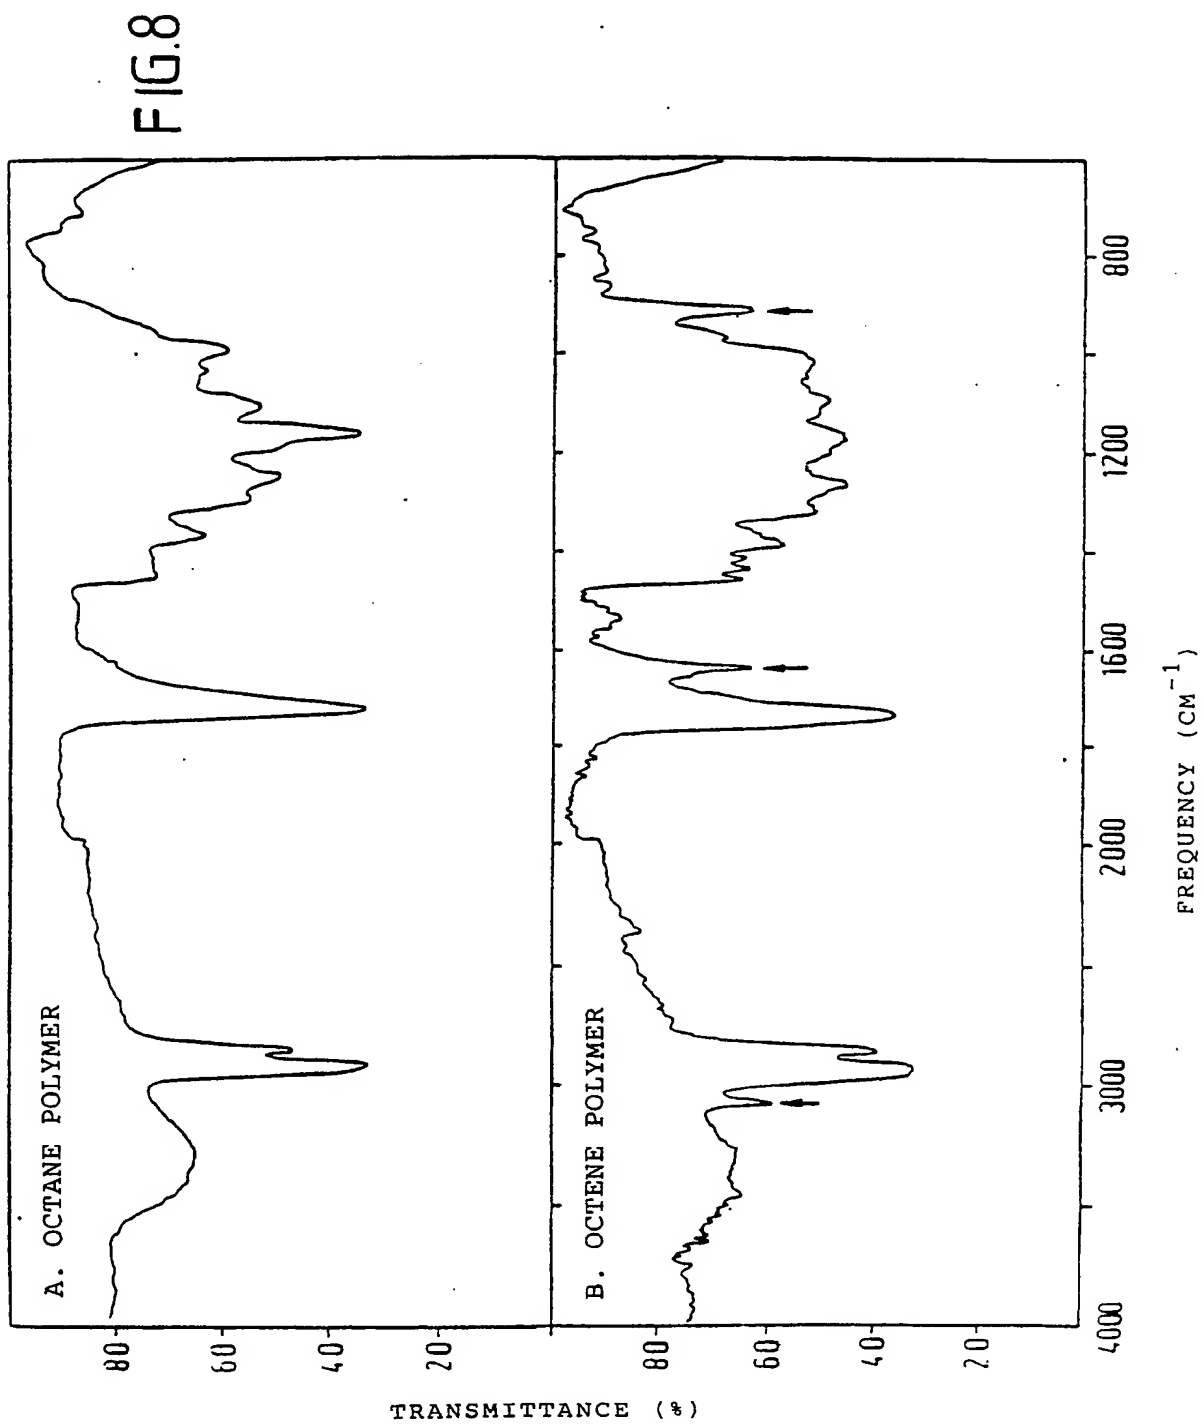 FIG.8
A. OCTANE POLYMER
80
60
40
20
B. OCTENE POLYMER
80
60
40
20
4000
3000
2000
1600
1200
800
TRANSMITTANCE (%)
FREQUENCY (CM⁻¹)